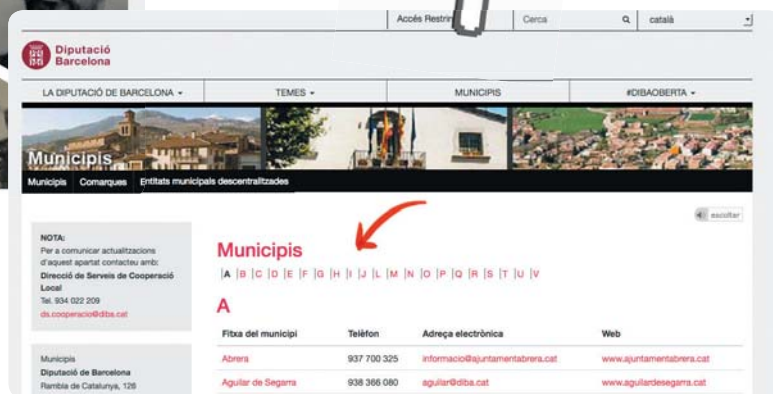 Accés Restrin
Cerca
català
Diputació
Barcelona
LA DIPUTACIÓ DE BARCELONA
TEMES
MUNICIPIS
#DIBAOBERTA
Municipis
Municipis Comarques Entitats municipals descentralitzades
escoltar
NOTA:
Per a comunicar actualitzacions
d'aquest apartat contacteu amb:
Direcció de Serveis de Cooperació
Local
Tel. 934 022 209
ds.cooperacio@diba.cat
Municipis
Diputació de Barcelona
Rambla de Catalunya, 126
Municipis
|A |B |C |D |E |F |G |H |I |J |L |M |N |O |P |Q |R |S |T |U |V
A
Fitxa del municipi Telèfon Adreça electrònica Web
Abrera 937 700 325 informacio@ajuntamentabrera.cat www.ajuntamentabrera.cat
Aguilar de Segarra 938 366 080 aguilar@diba.cat www.aguilardesegarra.cat